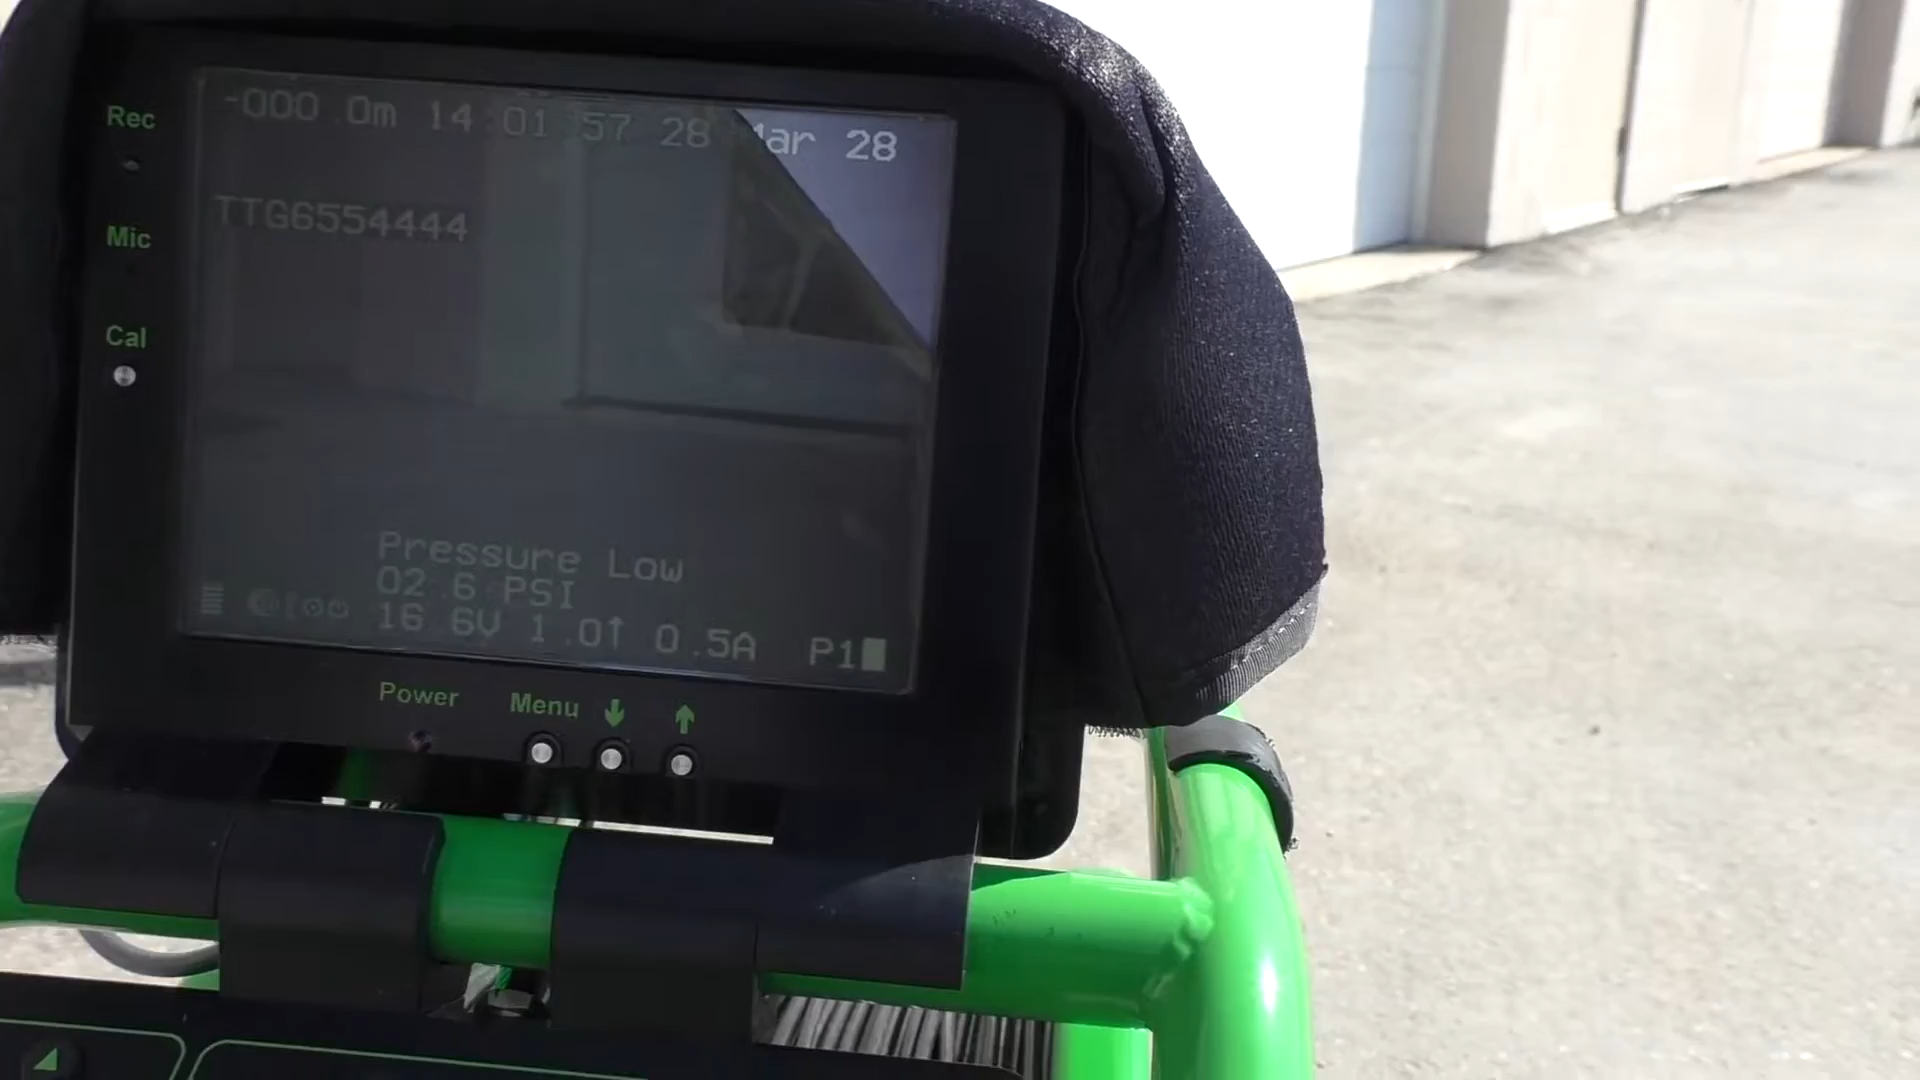 Rec
Mic
Cal
-000.0m 14:01:57 28 Mar 28
TTG6554444
Pressure Low
02.6 PSI
16.6V 1.0↑ 0.5A P1
Power Menu ↓ ↑